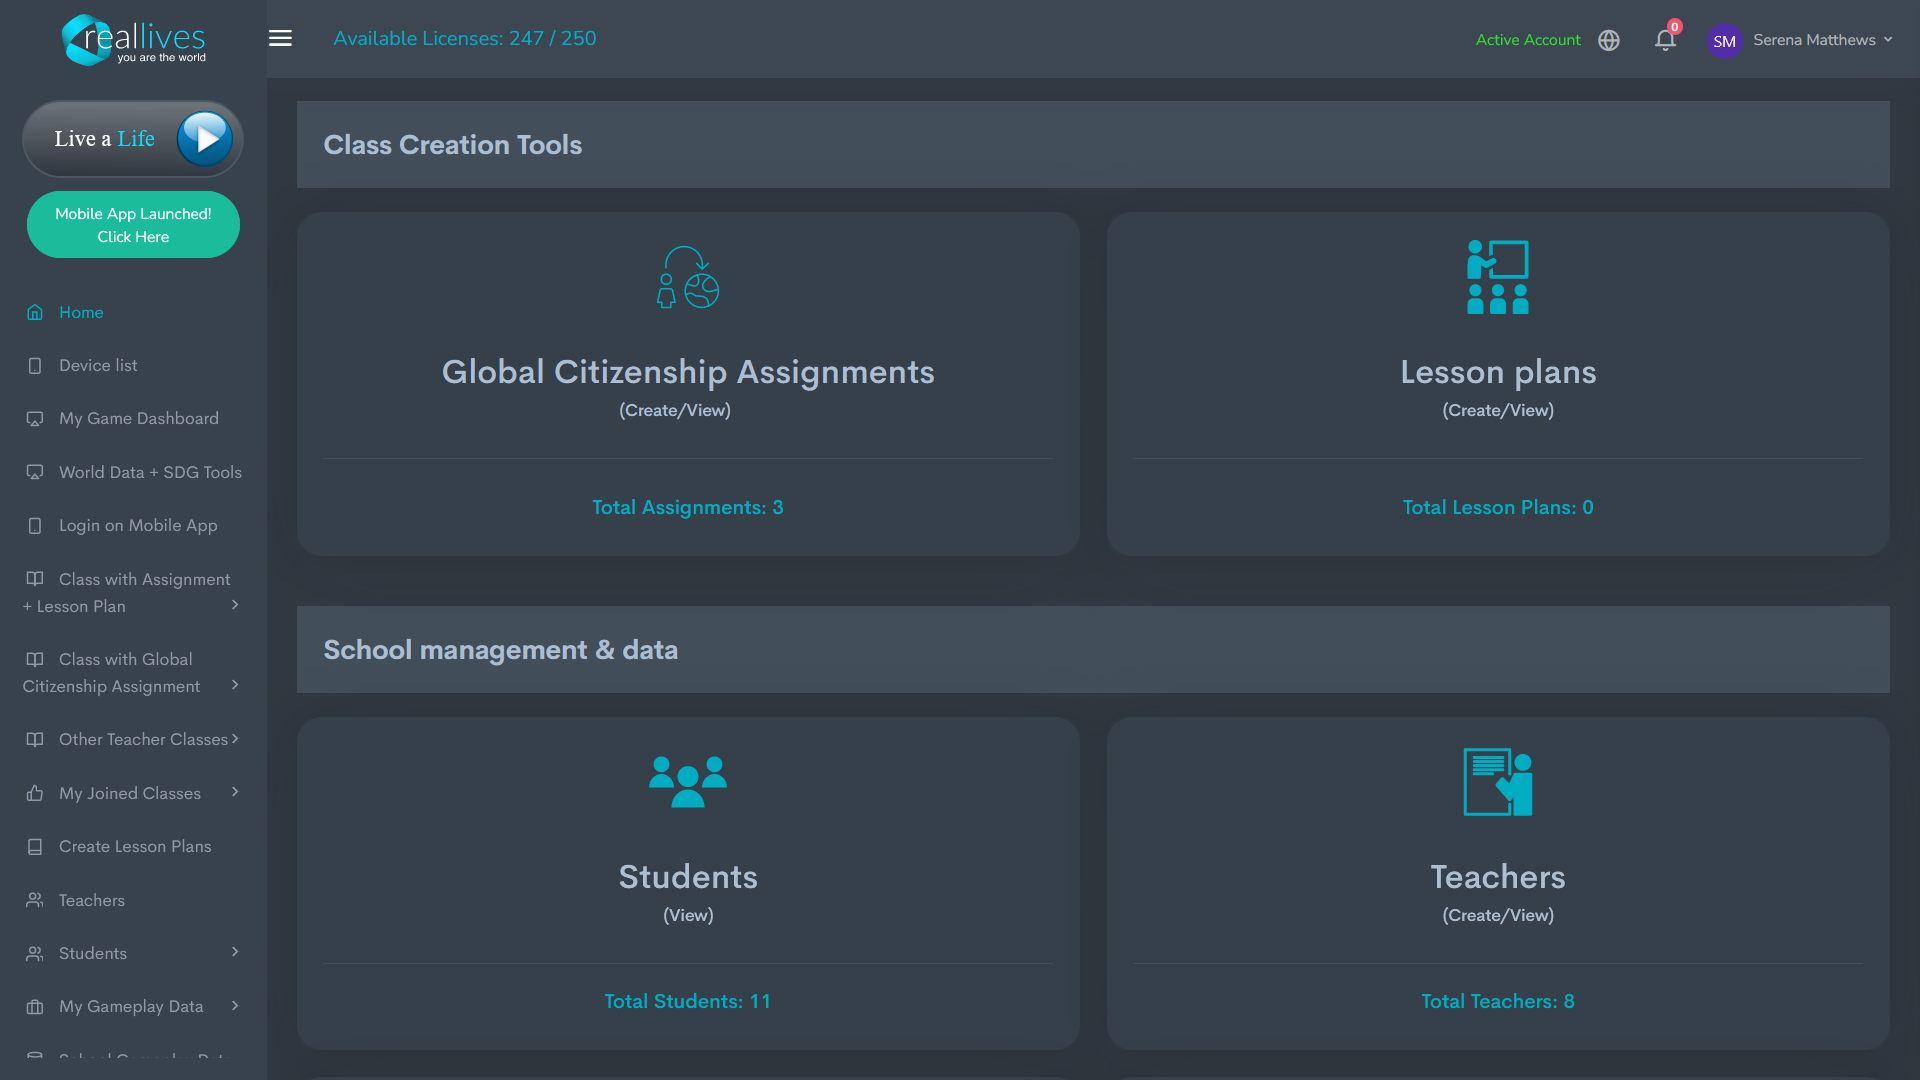 reallives
you are the world
Available Licenses: 247 / 250
Active Account
0
SM
Serena Matthews
Live a Life
Mobile App Launched!
Click Here
Home
Device list
My Game Dashboard
World Data + SDG Tools
Login on Mobile App
Class with Assignment
+ Lesson Plan
Class with Global
Citizenship Assignment
Other Teacher Classes
My Joined Classes
Create Lesson Plans
Teachers
Students
My Gameplay Data
School Gameplay Data
Class Creation Tools
Global Citizenship Assignments
(Create/View)
Total Assignments: 3
Lesson plans
(Create/View)
Total Lesson Plans: 0
School management & data
Students
(View)
Total Students: 11
Teachers
(Create/View)
Total Teachers: 8